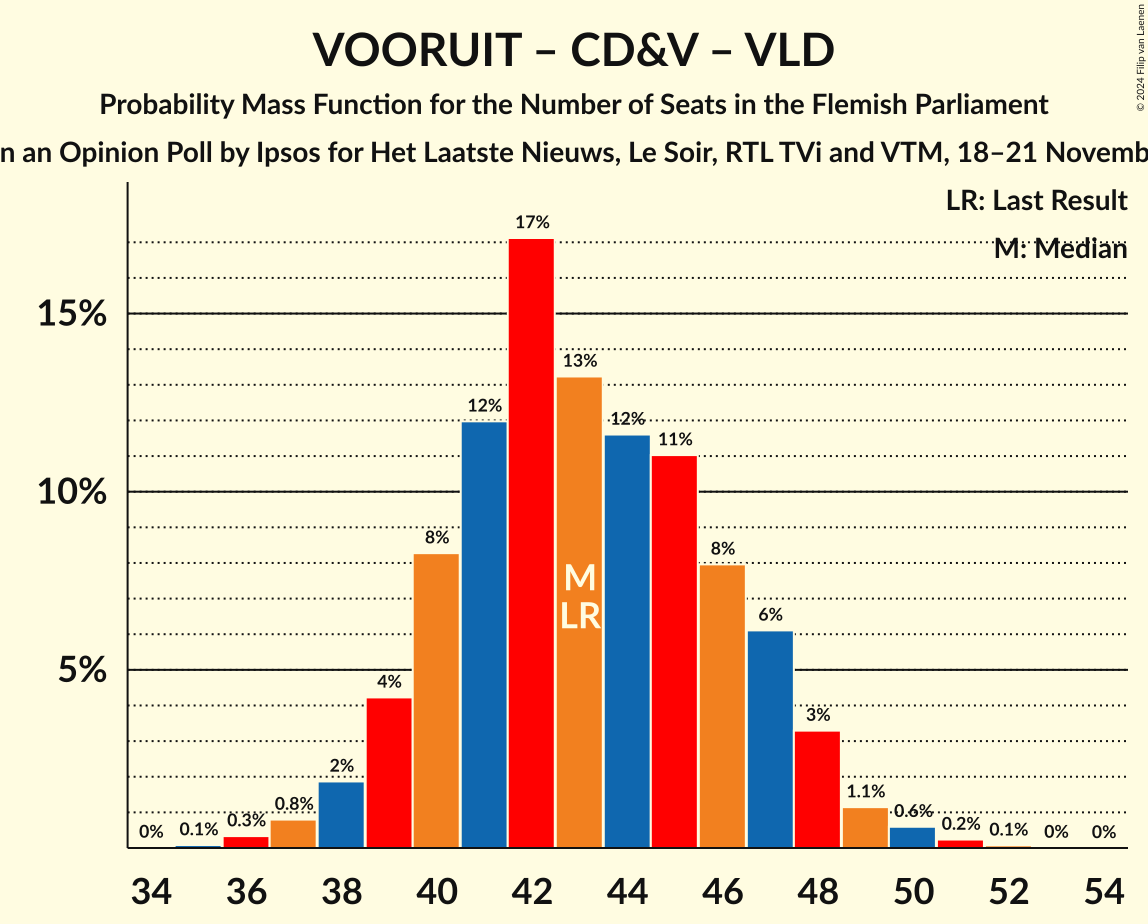 VOORUIT – CD&V – VLD
Probability Mass Function for the Number of Seats in the Flemish Parliament
n an Opinion Poll by Ipsos for Het Laatste Nieuws, Le Soir, RTL TVi and VTM, 18–21 Novemb
© 2024 Filip van Laenen
LR: Last Result
M: Median
15%
10%
5%
0%
0.1%
0.3%
0.8%
2%
4%
8%
12%
17%
13%
12%
11%
8%
6%
3%
1.1%
0.6%
0.2%
0.1%
0%
0%
M
LR
34 36 38 40 42 44 46 48 50 52 54